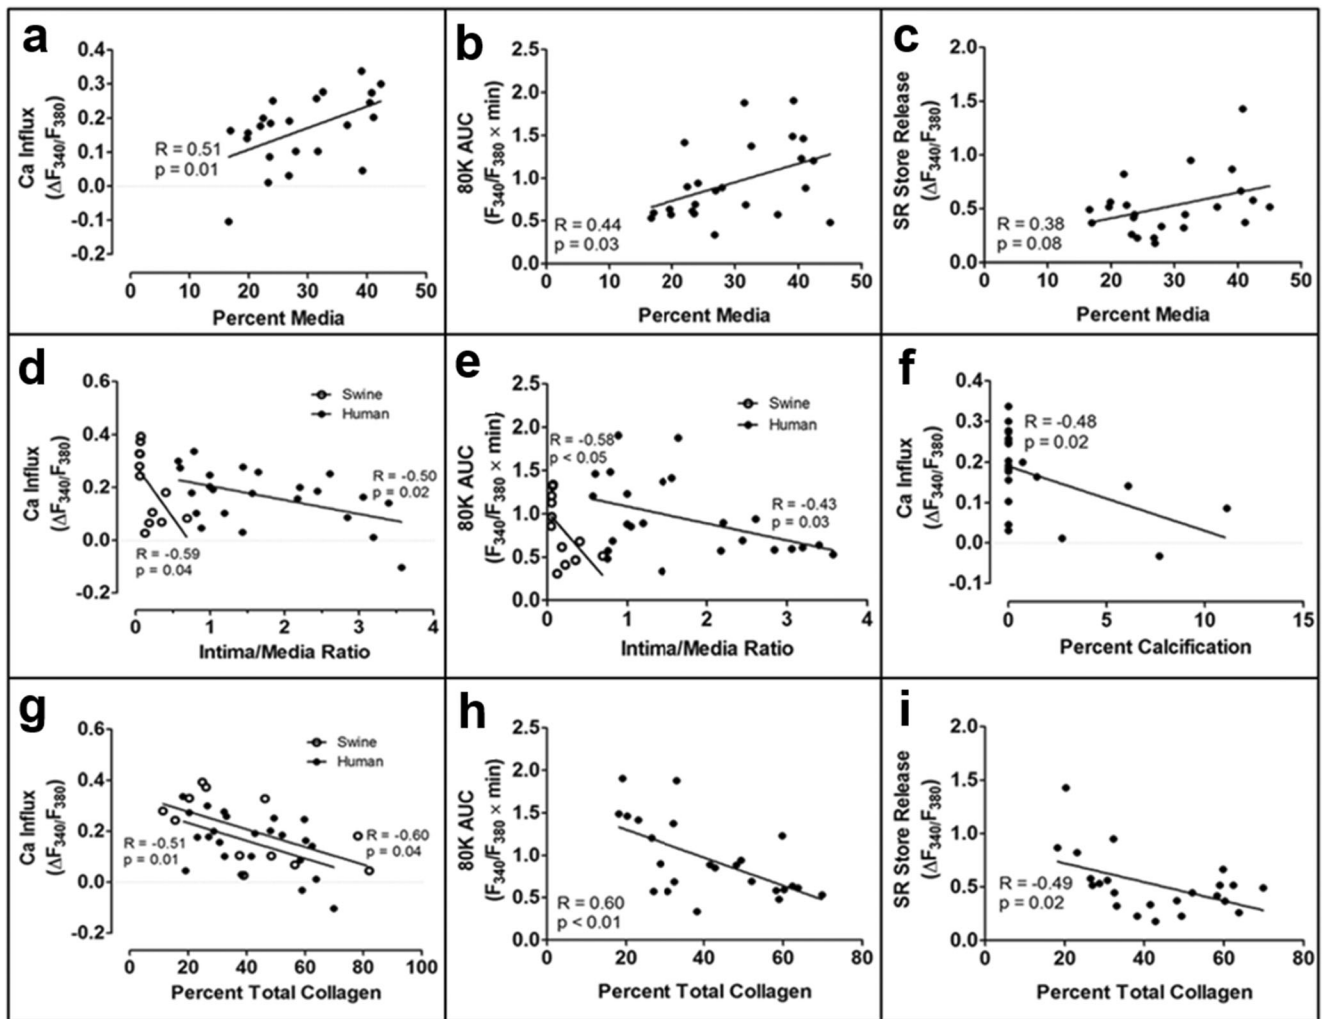 a
Ca Influx
(ΔF340/F380)
0.4
0.3
0.2
0.1
0.0
-0.1
-0.2
R = 0.51
p = 0.01
0 10 20 30 40 50
Percent Media
b
80K AUC
(F340/F380 × min)
2.5
2.0
1.5
1.0
0.5
0.0
R = 0.44
p = 0.03
0 10 20 30 40 50
Percent Media
c
SR Store Release
(ΔF340/F380)
2.0
1.5
1.0
0.5
0.0
R = 0.38
p = 0.08
0 10 20 30 40 50
Percent Media
d
Ca Influx
(ΔF340/F380)
0.6
0.4
0.2
0.0
-0.2
Swine
Human
R = -0.50
p = 0.02
R = -0.59
p = 0.04
0 1 2 3 4
Intima/Media Ratio
e
80K AUC
(F340/F380 × min)
2.5
2.0
1.5
1.0
0.5
0.0
Swine
Human
R = -0.58
p < 0.05
R = -0.43
p = 0.03
0 1 2 3 4
Intima/Media Ratio
f
Ca Influx
(ΔF340/F380)
0.4
0.3
0.2
0.1
0.0
-0.1
R = -0.48
p = 0.02
0 5 10 15
Percent Calcification
g
Ca Influx
(ΔF340/F380)
0.6
0.4
0.2
0.0
-0.2
Swine
Human
R = -0.51
p = 0.01
R = -0.60
p = 0.04
0 20 40 60 80 100
Percent Total Collagen
h
80K AUC
(F340/F380 × min)
2.5
2.0
1.5
1.0
0.5
0.0
R = 0.60
p < 0.01
0 20 40 60 80
Percent Total Collagen
i
SR Store Release
(ΔF340/F380)
2.0
1.5
1.0
0.5
0.0
R = -0.49
p = 0.02
0 20 40 60 80
Percent Total Collagen